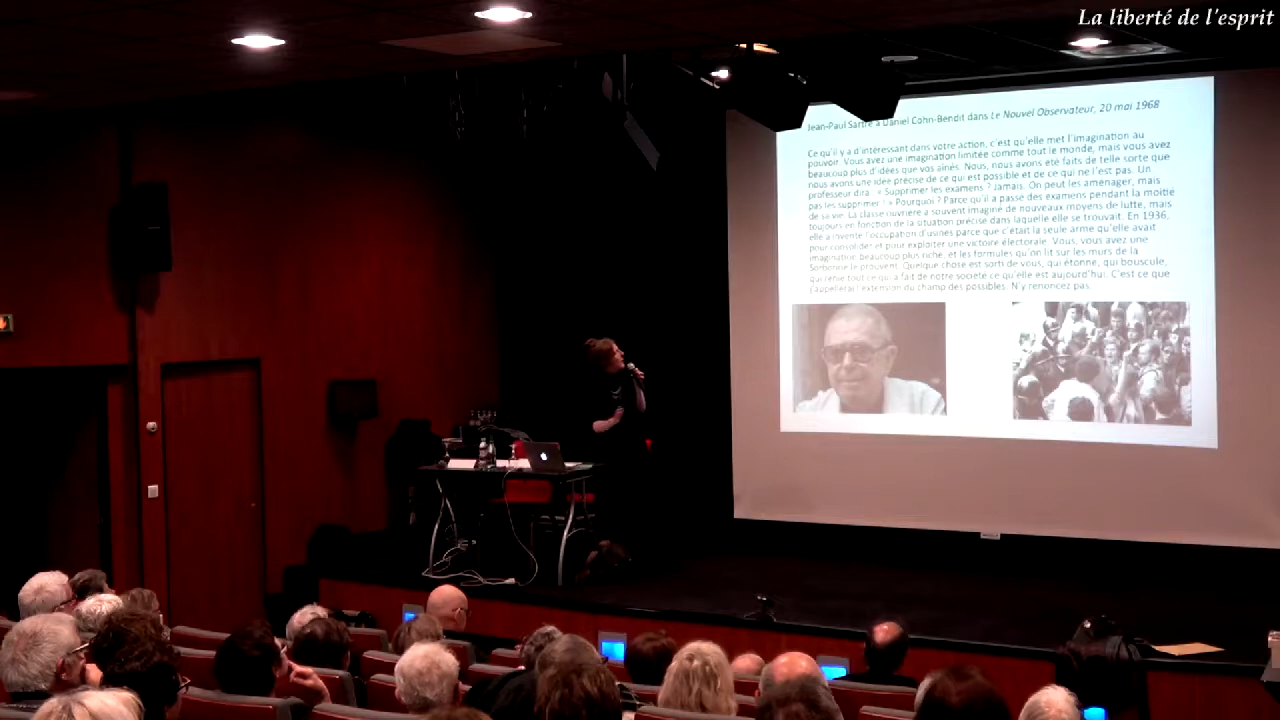 La liberté de l'esprit
Jean-Paul Sartre à Daniel Cohn-Bendit dans Le Nouvel Observateur, 20 mai 1968
Ce qu'il y a d'intéressant dans votre action, c'est qu'elle met l'imagination au
pouvoir. Vous avez une imagination limitée comme tout le monde, mais vous avez
beaucoup plus d'idées que vos aînés. Nous, nous avons été faits de telle sorte que
nous avons une idée précise de ce qui est possible et de ce qui ne l'est pas. Un
professeur dira : « Supprimer les examens ? Jamais. On peut les aménager, mais
pas les supprimer ! » Pourquoi ? Parce qu'il a passé des examens pendant la moitié
de sa vie. La classe ouvrière a souvent imaginé de nouveaux moyens de lutte, mais
toujours en fonction de la situation précise dans laquelle elle se trouvait. En 1936,
elle a inventé l'occupation d'usines parce que c'était la seule arme qu'elle avait
pour consolider et pour exploiter une victoire électorale. Vous, vous avez une
imagination beaucoup plus riche, et les formules qu'on lit sur les murs de la
Sorbonne le prouvent. Quelque chose est sorti de vous, qui étonne, qui bouscule,
qui renie tout ce qui a fait de notre société ce qu'elle est aujourd'hui. C'est ce que
j'appellerai l'extension du champ des possibles. N'y renoncez pas.